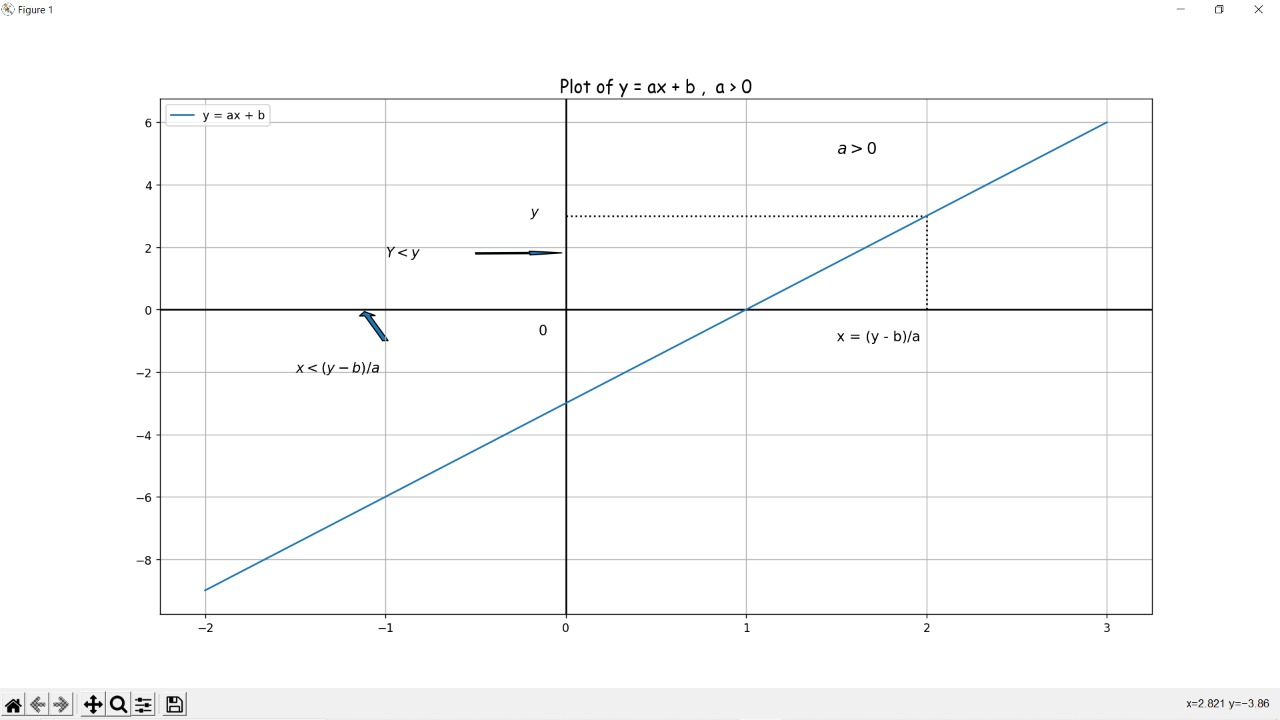 Figure 1
Plot of y = ax + b , a > 0
y = ax + b
6
a > 0
4
y
2
Y < y
0
0
x = (y - b)/a
−2
x < (y − b)/a
−4
−6
−8
−2
−1
0
1
2
3
x=2.821 y=−3.86